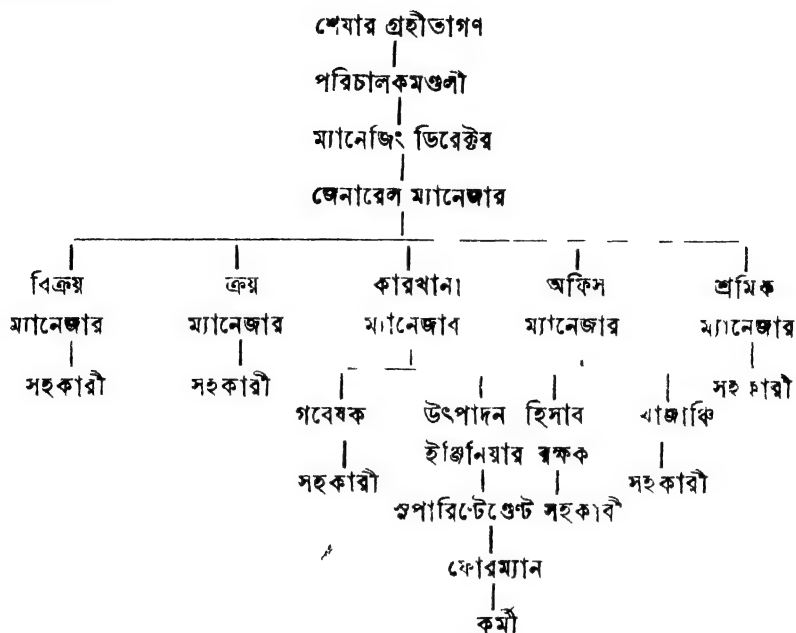 শেযার গ্রহীতাগণ
পরিচালকমণ্ডলী
ম্যানেজিং ডিরেক্টর
জেনারেল ম্যানেজার
বিক্রয় ক্রয় কারখানা অফিস শ্রমিক
ম্যানেজার ম্যানেজার ম্যানেজাব ম্যানেজার ম্যানেজার
সহকারী সহকারী সহকারী
গবেষক উৎপাদন হিসাব খাজাঞ্চি
ইঞ্জিনিয়ার রক্ষক
সহকারী সহকারী
সুপারিণ্টেণ্ডেণ্ট সহকাবী
ফোরম্যান
কর্মী